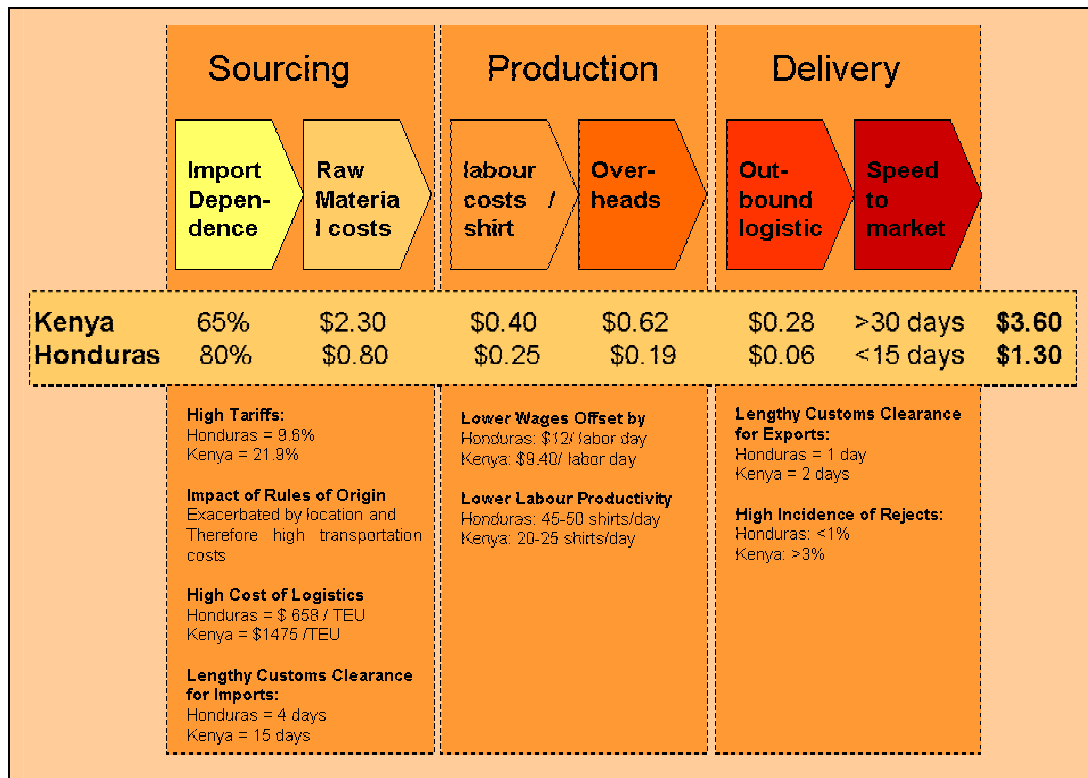 Sourcing
Production
Delivery
Import
Depen-
dence
Raw
Materia
l costs
labour
costs /
shirt
Over-
heads
Out-
bound
logistic
Speed
to
market
Kenya 65% $2.30 $0.40 $0.62 $0.28 >30 days $3.60
Honduras 80% $0.80 $0.25 $0.19 $0.06 <15 days $1.30
High Tariffs:
Honduras = 9.6%
Kenya = 21.9%
Impact of Rules of Origin
Exacerbated by location and
Therefore high transportation
costs
High Cost of Logistics
Honduras = $ 658 / TEU
Kenya = $1475 /TEU
Lengthy Customs Clearance
for Imports:
Honduras = 4 days
Kenya = 15 days
Lower Wages Offset by
Honduras: $12/ labor day
Kenya: $9.40/ labor day
Lower Labour Productivity
Honduras: 45-50 shirts/day
Kenya: 20-25 shirts/day
Lengthy Customs Clearance
for Exports:
Honduras = 1 day
Kenya = 2 days
High Incidence of Rejects:
Honduras: <1%
Kenya: >3%